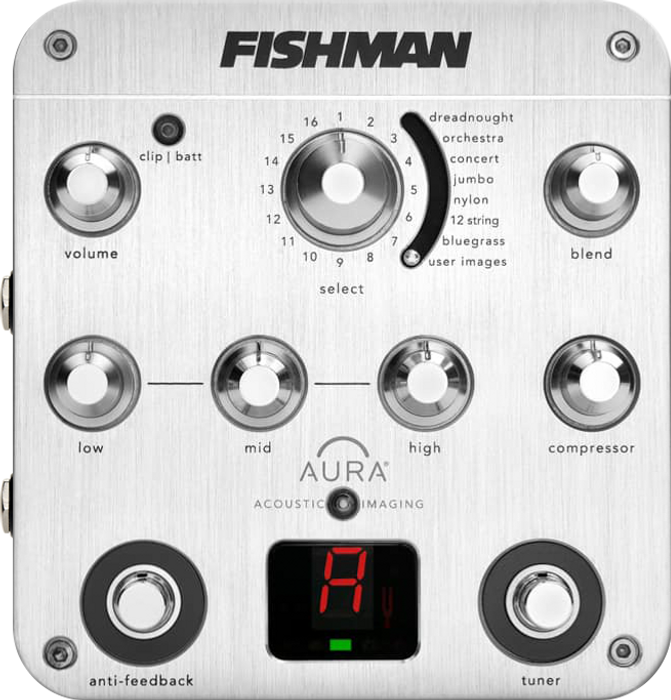 FISHMAN
clip | batt
volume
1
2
3
4
5
6
7
8
9
10
11
12
13
14
15
16
select
dreadnought
orchestra
concert
jumbo
nylon
12 string
bluegrass
user images
blend
low
mid
high
compressor
AURA®
ACOUSTIC IMAGING
A
anti-feedback
tuner